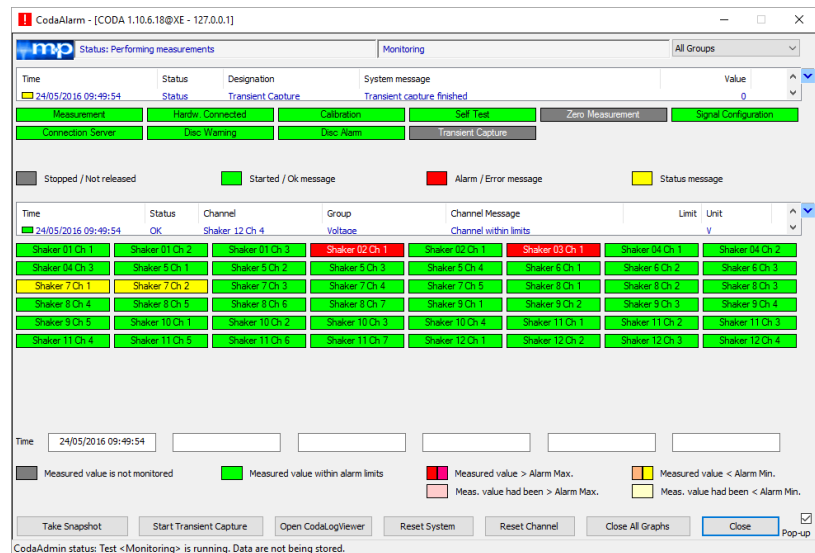 CodaAlarm - [CODA 1.10.6.18@XE - 127.0.0.1]
mp Status: Performing measurements Monitoring All Groups
Time Status Designation System message Value
24/05/2016 09:49:54 Status Transient Capture Transient capture finished 0
Measurement Hardw. Connected Calibration Self Test Zero Measurement Signal Configuration
Connection Server Disc Warning Disc Alarm Transient Capture
Stopped / Not released Started / Ok message Alarm / Error message Status message
Time Status Channel Group Channel Message Limit Unit
24/05/2016 09:49:54 OK Shaker 12 Ch 4 Voltage Channel within limits V
Shaker 01 Ch 1 Shaker 01 Ch 2 Shaker 01 Ch 3 Shaker 02 Ch 1 Shaker 02 Ch 1 Shaker 03 Ch 1 Shaker 04 Ch 1 Shaker 04 Ch 2
Shaker 04 Ch 3 Shaker 5 Ch 1 Shaker 5 Ch 2 Shaker 5 Ch 3 Shaker 5 Ch 4 Shaker 6 Ch 1 Shaker 6 Ch 2 Shaker 6 Ch 3
Shaker 7 Ch 1 Shaker 7 Ch 2 Shaker 7 Ch 3 Shaker 7 Ch 4 Shaker 7 Ch 5 Shaker 8 Ch 1 Shaker 8 Ch 2 Shaker 8 Ch 3
Shaker 8 Ch 4 Shaker 8 Ch 5 Shaker 8 Ch 6 Shaker 8 Ch 7 Shaker 9 Ch 1 Shaker 9 Ch 2 Shaker 9 Ch 3 Shaker 9 Ch 4
Shaker 9 Ch 5 Shaker 10 Ch 1 Shaker 10 Ch 2 Shaker 10 Ch 3 Shaker 10 Ch 4 Shaker 11 Ch 1 Shaker 11 Ch 2 Shaker 11 Ch 3
Shaker 11 Ch 4 Shaker 11 Ch 5 Shaker 11 Ch 6 Shaker 11 Ch 7 Shaker 12 Ch 1 Shaker 12 Ch 2 Shaker 12 Ch 3 Shaker 12 Ch 4
Time 24/05/2016 09:49:54
Measured value is not monitored Measured value within alarm limits Measured value > Alarm Max. Measured value < Alarm Min.
Meas. value had been > Alarm Max. Meas. value had been < Alarm Min.
Take Snapshot Start Transient Capture Open CodaLogViewer Reset System Reset Channel Close All Graphs Close Pop-up
CodaAdmin status: Test <Monitoring> is running. Data are not being stored.